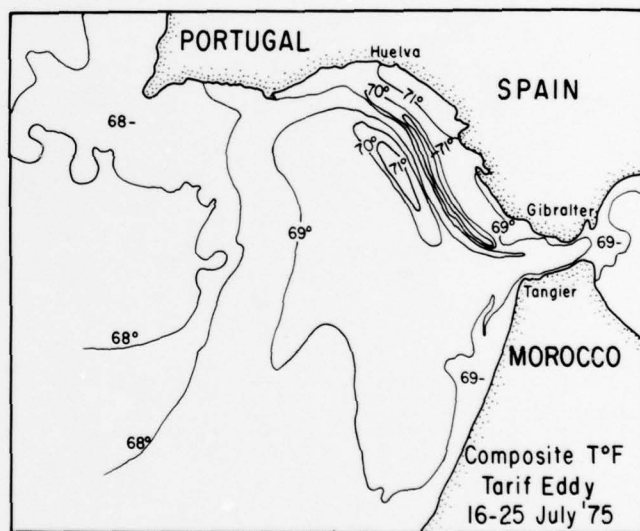 PORTUGAL
Huelva
SPAIN
70°
71°
68-
70°
71°
71°
69°
69°
Gibralter
69-
Tangier
68°
MOROCCO
69-
68°
Composite T°F
Tarif Eddy
16-25 July '75